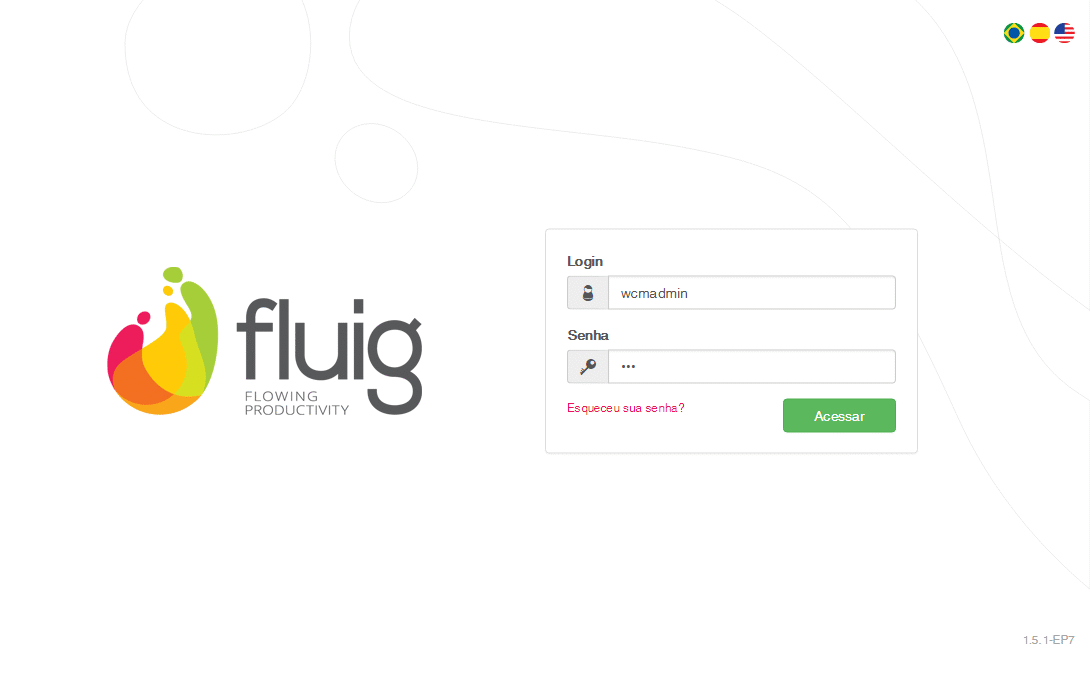 fluig
FLOWING
PRODUCTIVITY
Login
wcmadmin
Senha
•••
Esqueceu sua senha?
Acessar
1.5.1-EP7